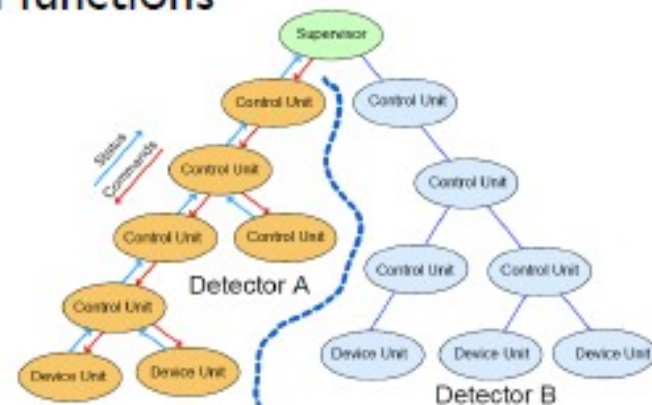 functions
Supervisor
Control Unit
Control Unit
Status
Commands
Control Unit
Control Unit
Control Unit
Control Unit
Detector A
Control Unit
Control Unit
Control Unit
Device Unit
Device Unit
Device Unit
Device Unit
Device Unit
Detector B